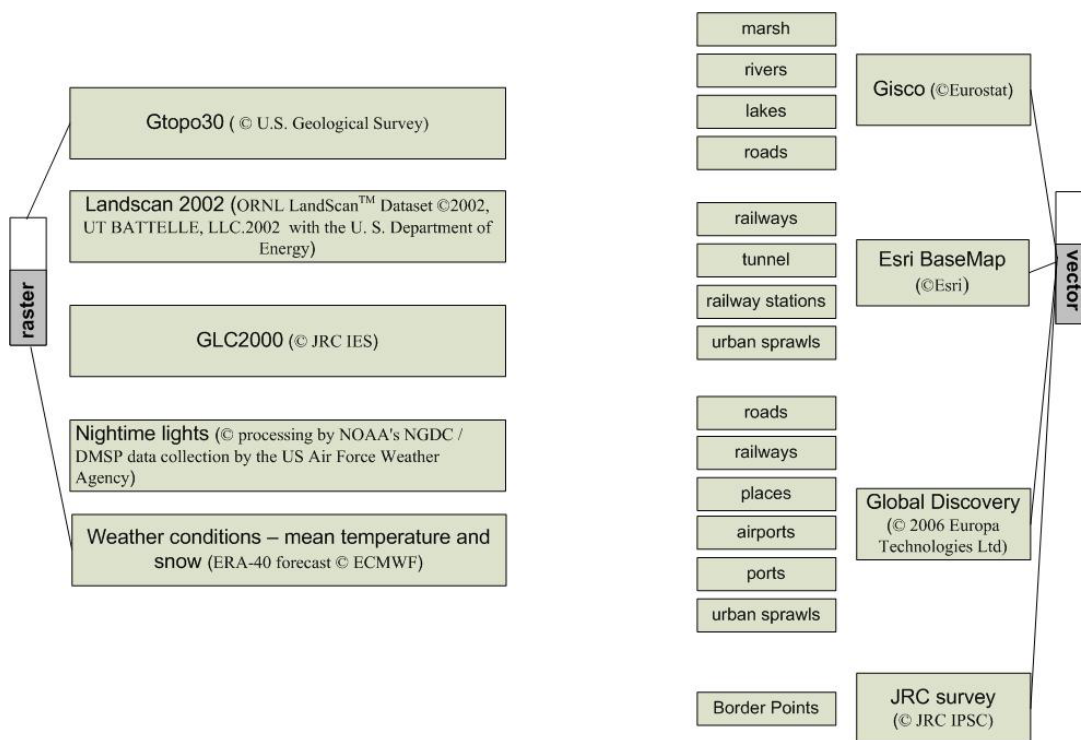 raster
Gtopo30 ( © U.S. Geological Survey)
Landscan 2002 (ORNL LandScan™ Dataset ©2002,
UT BATTELLE, LLC.2002 with the U. S. Department of
Energy)
GLC2000 (© JRC IES)
Nightime lights (© processing by NOAA's NGDC /
DMSP data collection by the US Air Force Weather
Agency)
Weather conditions – mean temperature and
snow (ERA-40 forecast © ECMWF)
marsh
rivers
lakes
roads
Gisco (©Eurostat)
railways
tunnel
railway stations
urban sprawls
Esri BaseMap
(©Esri)
roads
railways
places
airports
ports
urban sprawls
Global Discovery
(© 2006 Europa
Technologies Ltd)
Border Points
JRC survey
(© JRC IPSC)
vector